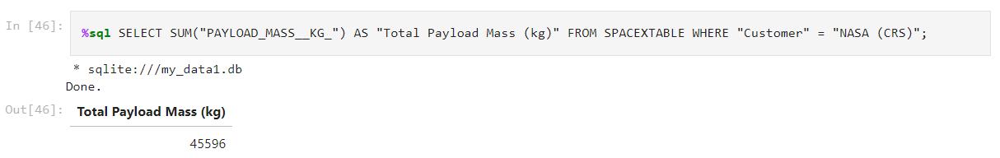 In [46]: %sql SELECT SUM("PAYLOAD_MASS__KG_") AS "Total Payload Mass (kg)" FROM SPACEXTABLE WHERE "Customer" = "NASA (CRS)";
* sqlite:///my_data1.db
Done.
Out[46]: Total Payload Mass (kg)
45596